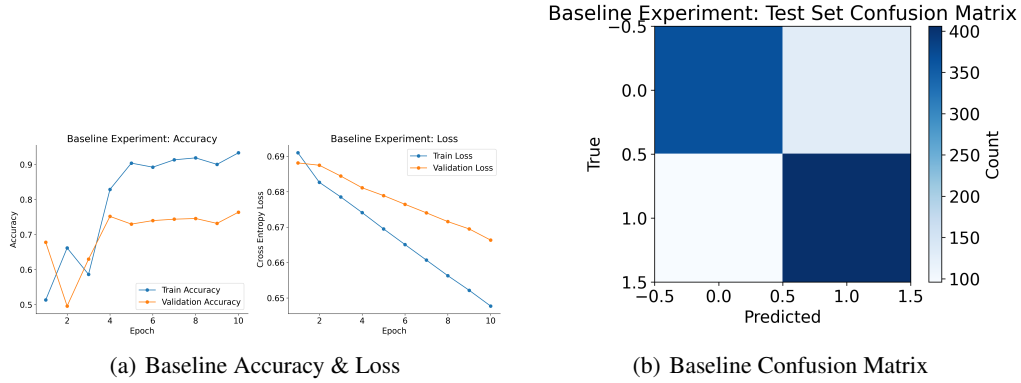 Baseline Experiment: Accuracy
Accuracy
0.9
0.8
0.7
0.6
0.5
Train Accuracy
Validation Accuracy
2
4
6
8
10
Epoch
Baseline Experiment: Loss
Cross Entropy Loss
0.69
0.68
0.67
0.66
0.65
Train Loss
Validation Loss
2
4
6
8
10
Epoch
(a) Baseline Accuracy & Loss
Baseline Experiment: Test Set Confusion Matrix
True
−0.5
0.0
0.5
1.0
1.5
−0.5
0.0
0.5
1.0
1.5
Predicted
400
350
300
250
200
150
100
Count
(b) Baseline Confusion Matrix